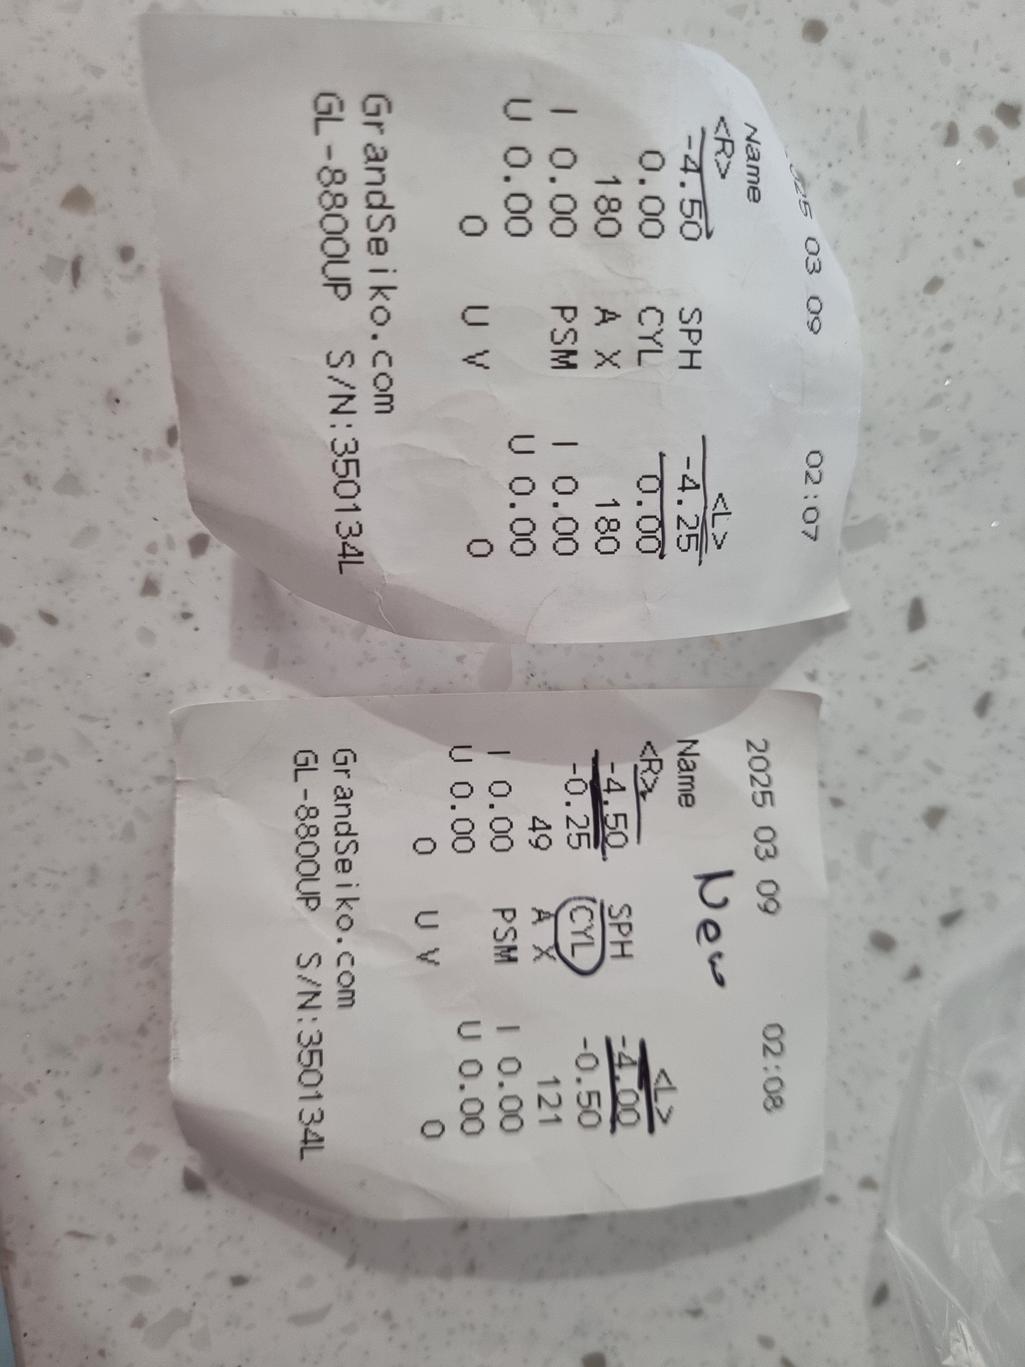 25 03 09 02:07
Name
<R> <L>
-4.50 SPH -4.25
0.00 CYL 0.00
180 A X 180
I 0.00 PSM I 0.00
U 0.00 U 0.00
0 U V 0
GrandSeiko.com
GL-8800UP S/N:350134L
2025 03 09 02:08
Name New
<R> <L>
-4.50 SPH -4.00
-0.25 CYL -0.50
49 A X 121
I 0.00 PSM I 0.00
U 0.00 U 0.00
0 U V 0
GrandSeiko.com
GL-8800UP S/N:350134L